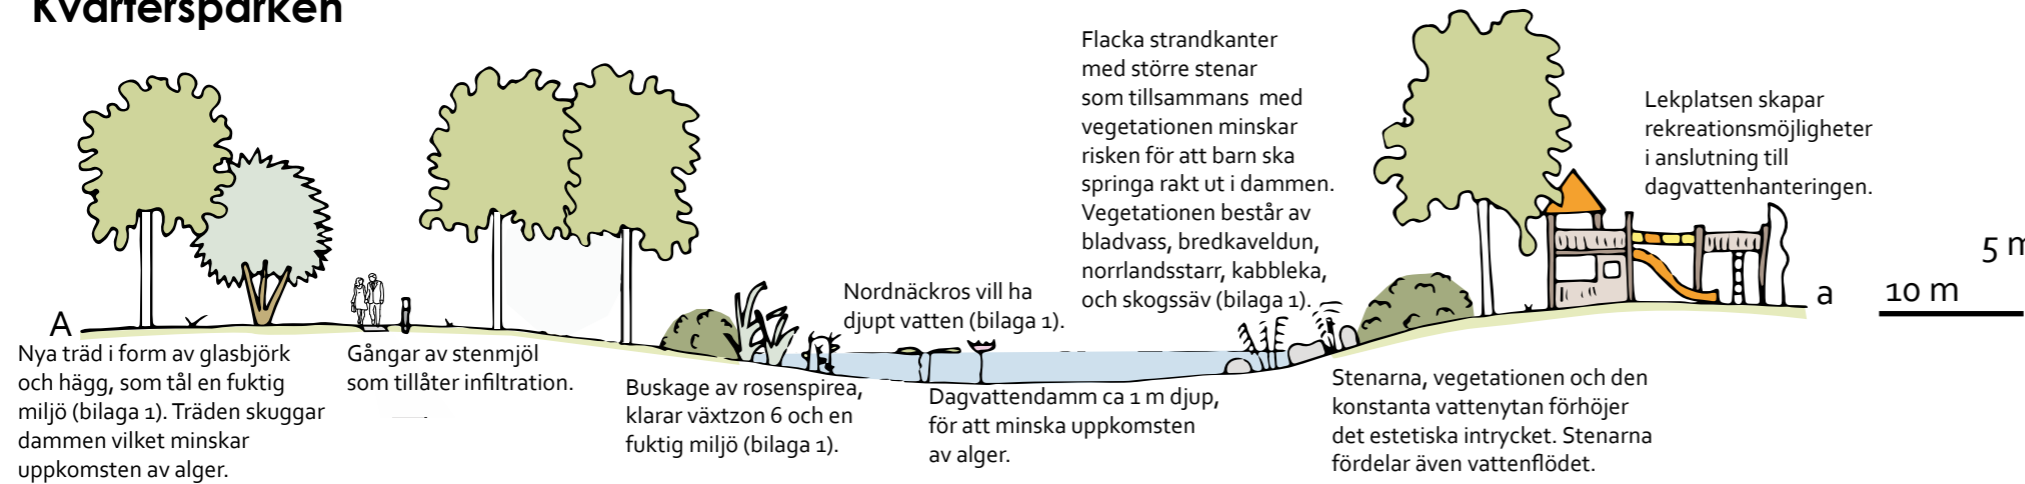 Kvartersparken
Flacka strandkanter
med större stenar
som tillsammans med
vegetationen minskar
risken för att barn ska
springa rakt ut i dammen.
Vegetationen består av
bladvass, bredkaveldun,
norrlandsstarr, kabbleka,
och skogssäv (bilaga 1).
Lekplatsen skapar
rekreationsmöjligheter
i anslutning till
dagvattenhanteringen.
5 m
10 m
A
a
Nordnäckros vill ha
djupt vatten (bilaga 1).
Nya träd i form av glasbjörk
och hägg, som tål en fuktig
miljö (bilaga 1). Träden skuggar
dammen vilket minskar
uppkomsten av alger.
Gångar av stenmjöl
som tillåter infiltration.
Buskage av rosenspirea,
klarar växtzon 6 och en
fuktig miljö (bilaga 1).
Dagvattendamm ca 1 m djup,
för att minska uppkomsten
av alger.
Stenarna, vegetationen och den
konstanta vattenytan förhöjer
det estetiska intrycket. Stenarna
fördelar även vattenflödet.